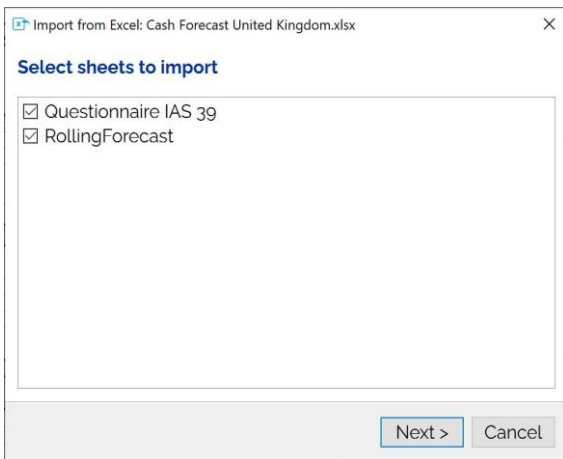 Import from Excel: Cash Forecast United Kingdom.xlsx
Select sheets to import
Questionnaire IAS 39
RollingForecast
Next > Cancel